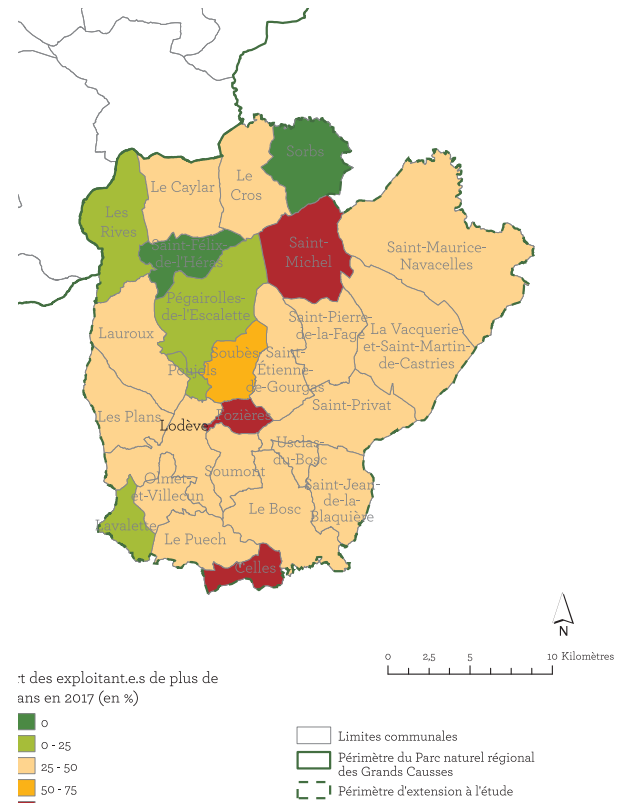 Sorbs
Le Caylar
Le
Cros
Les
Rives
Saint-Félix-
de-l'Héras
Saint-
Michel
Saint-Maurice-
Navacelles
Pégairolles-
de-l'Escalette
Lauroux
Saint-Pierre-
de-la-Fage
La Vacquerie-
et-Saint-Martin-
de-Castries
Soubès
Saint-
Étienne-
de-Gourgas
Poujols
Saint-Privat
Les Plans
Fozières
Lodève
Usclas-
du-Bosc
Soumont
Olmet-
et-Villecun
Saint-Jean-
de-la-
Blaquière
Le Bosc
Lavalette
Le Puech
Celles
N
0 2,5 5 10 Kilomètres
rt des exploitant.e.s de plus de
ans en 2017 (en %)
0
0 - 25
25 - 50
50 - 75
Limites communales
Périmètre du Parc naturel régional
des Grands Causses
Périmètre d'extension à l'étude